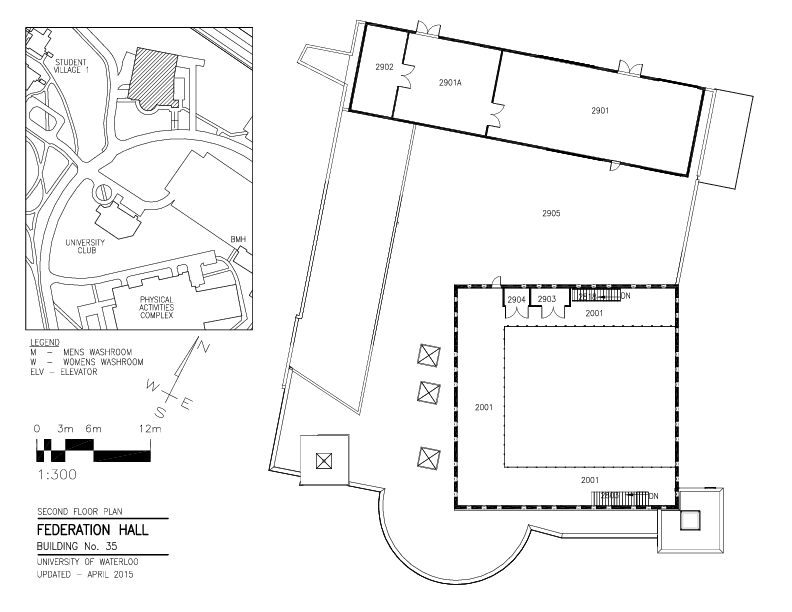 STUDENT
VILLAGE 1
UNIVERSITY
CLUB
BMH
PHYSICAL
ACTIVITIES
COMPLEX
LEGEND
M – MENS WASHROOM
W – WOMENS WASHROOM
ELV – ELEVATOR
N
W
E
S
0 3m 6m 12m
1:300
SECOND FLOOR PLAN
FEDERATION HALL
BUILDING No. 35
UNIVERSITY OF WATERLOO
UPDATED – APRIL 2015
2902
2901A
2901
2905
2904
2903
DN
2001
2001
2001
DN